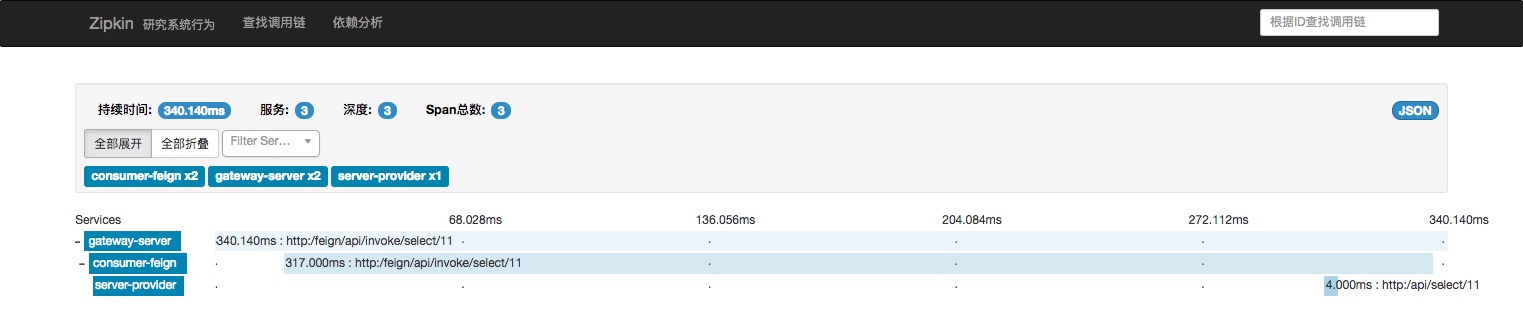 Zipkin 研究系统行为 查找调用链 依赖分析 根据ID查找调用链
持续时间: 340.140ms 服务: 3 深度: 3 Span总数: 3 JSON
全部展开 全部折叠 Filter Ser...
consumer-feign x2 gateway-server x2 server-provider x1
Services 68.028ms 136.056ms 204.084ms 272.112ms 340.140ms
- gateway-server 340.140ms : http:/feign/api/invoke/select/11
- consumer-feign 317.000ms : http:/feign/api/invoke/select/11
server-provider 4.000ms : http:/api/select/11